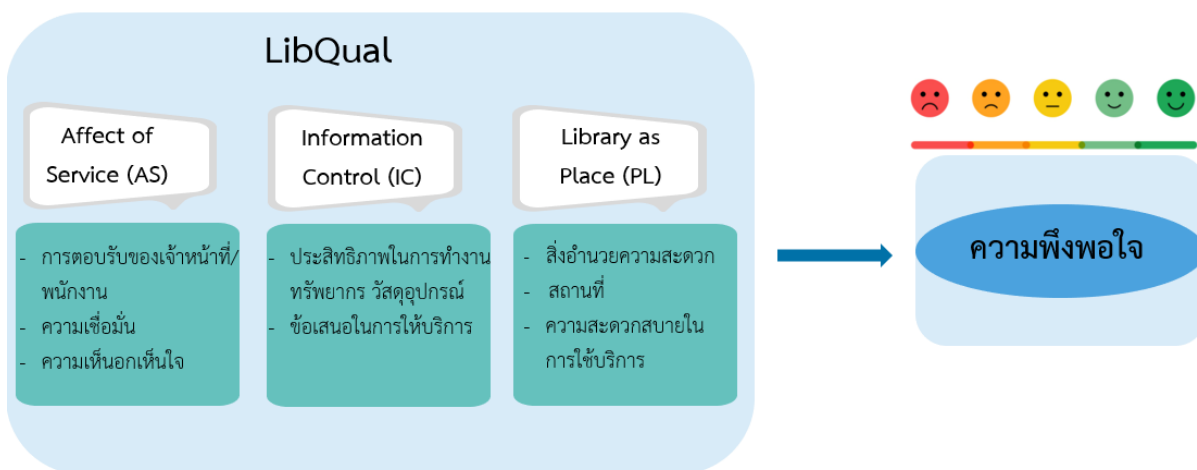 LibQual
Affect of
Service (AS)
- การตอบรับของเจ้าหน้าที่/
พนักงาน
- ความเชื่อมั่น
- ความเห็นอกเห็นใจ
Information
Control (IC)
- ประสิทธิภาพในการทำงาน
ทรัพยากร วัสดุอุปกรณ์
- ข้อเสนอในการให้บริการ
Library as
Place (PL)
- สิ่งอำนวยความสะดวก
- สถานที่
- ความสะดวกสบายใน
การใช้บริการ
ความพึงพอใจ